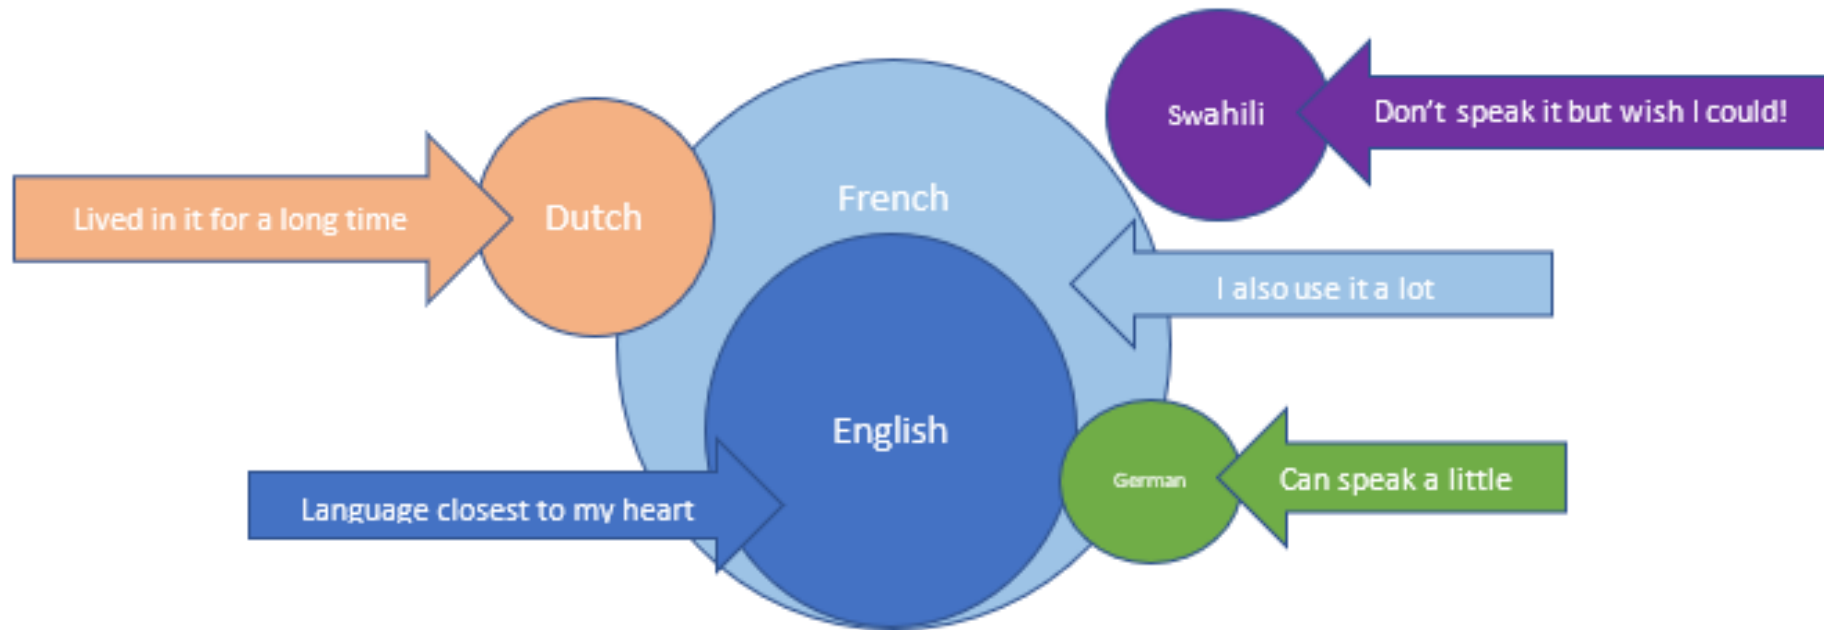 Swahili
Don't speak it but wish I could!
French
Lived in it for a long time
Dutch
I also use it a lot
English
German
Can speak a little
Language closest to my heart